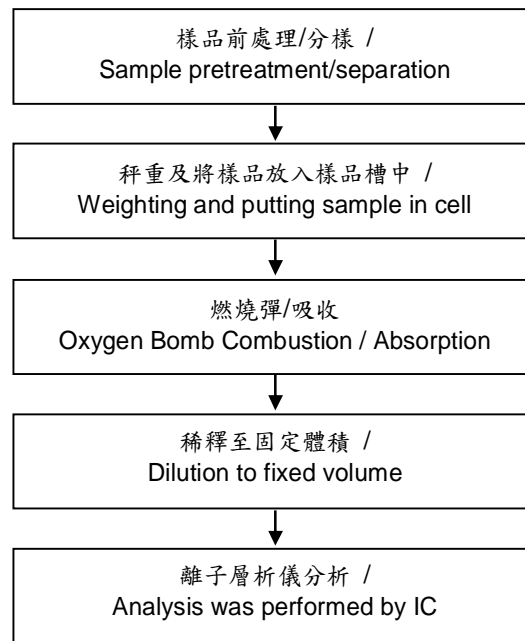 樣品前處理/分樣 /
Sample pretreatment/separation
秤重及將樣品放入樣品槽中 /
Weighting and putting sample in cell
燃燒彈/吸收
Oxygen Bomb Combustion / Absorption
稀釋至固定體積 /
Dilution to fixed volume
離子層析儀分析 /
Analysis was performed by IC